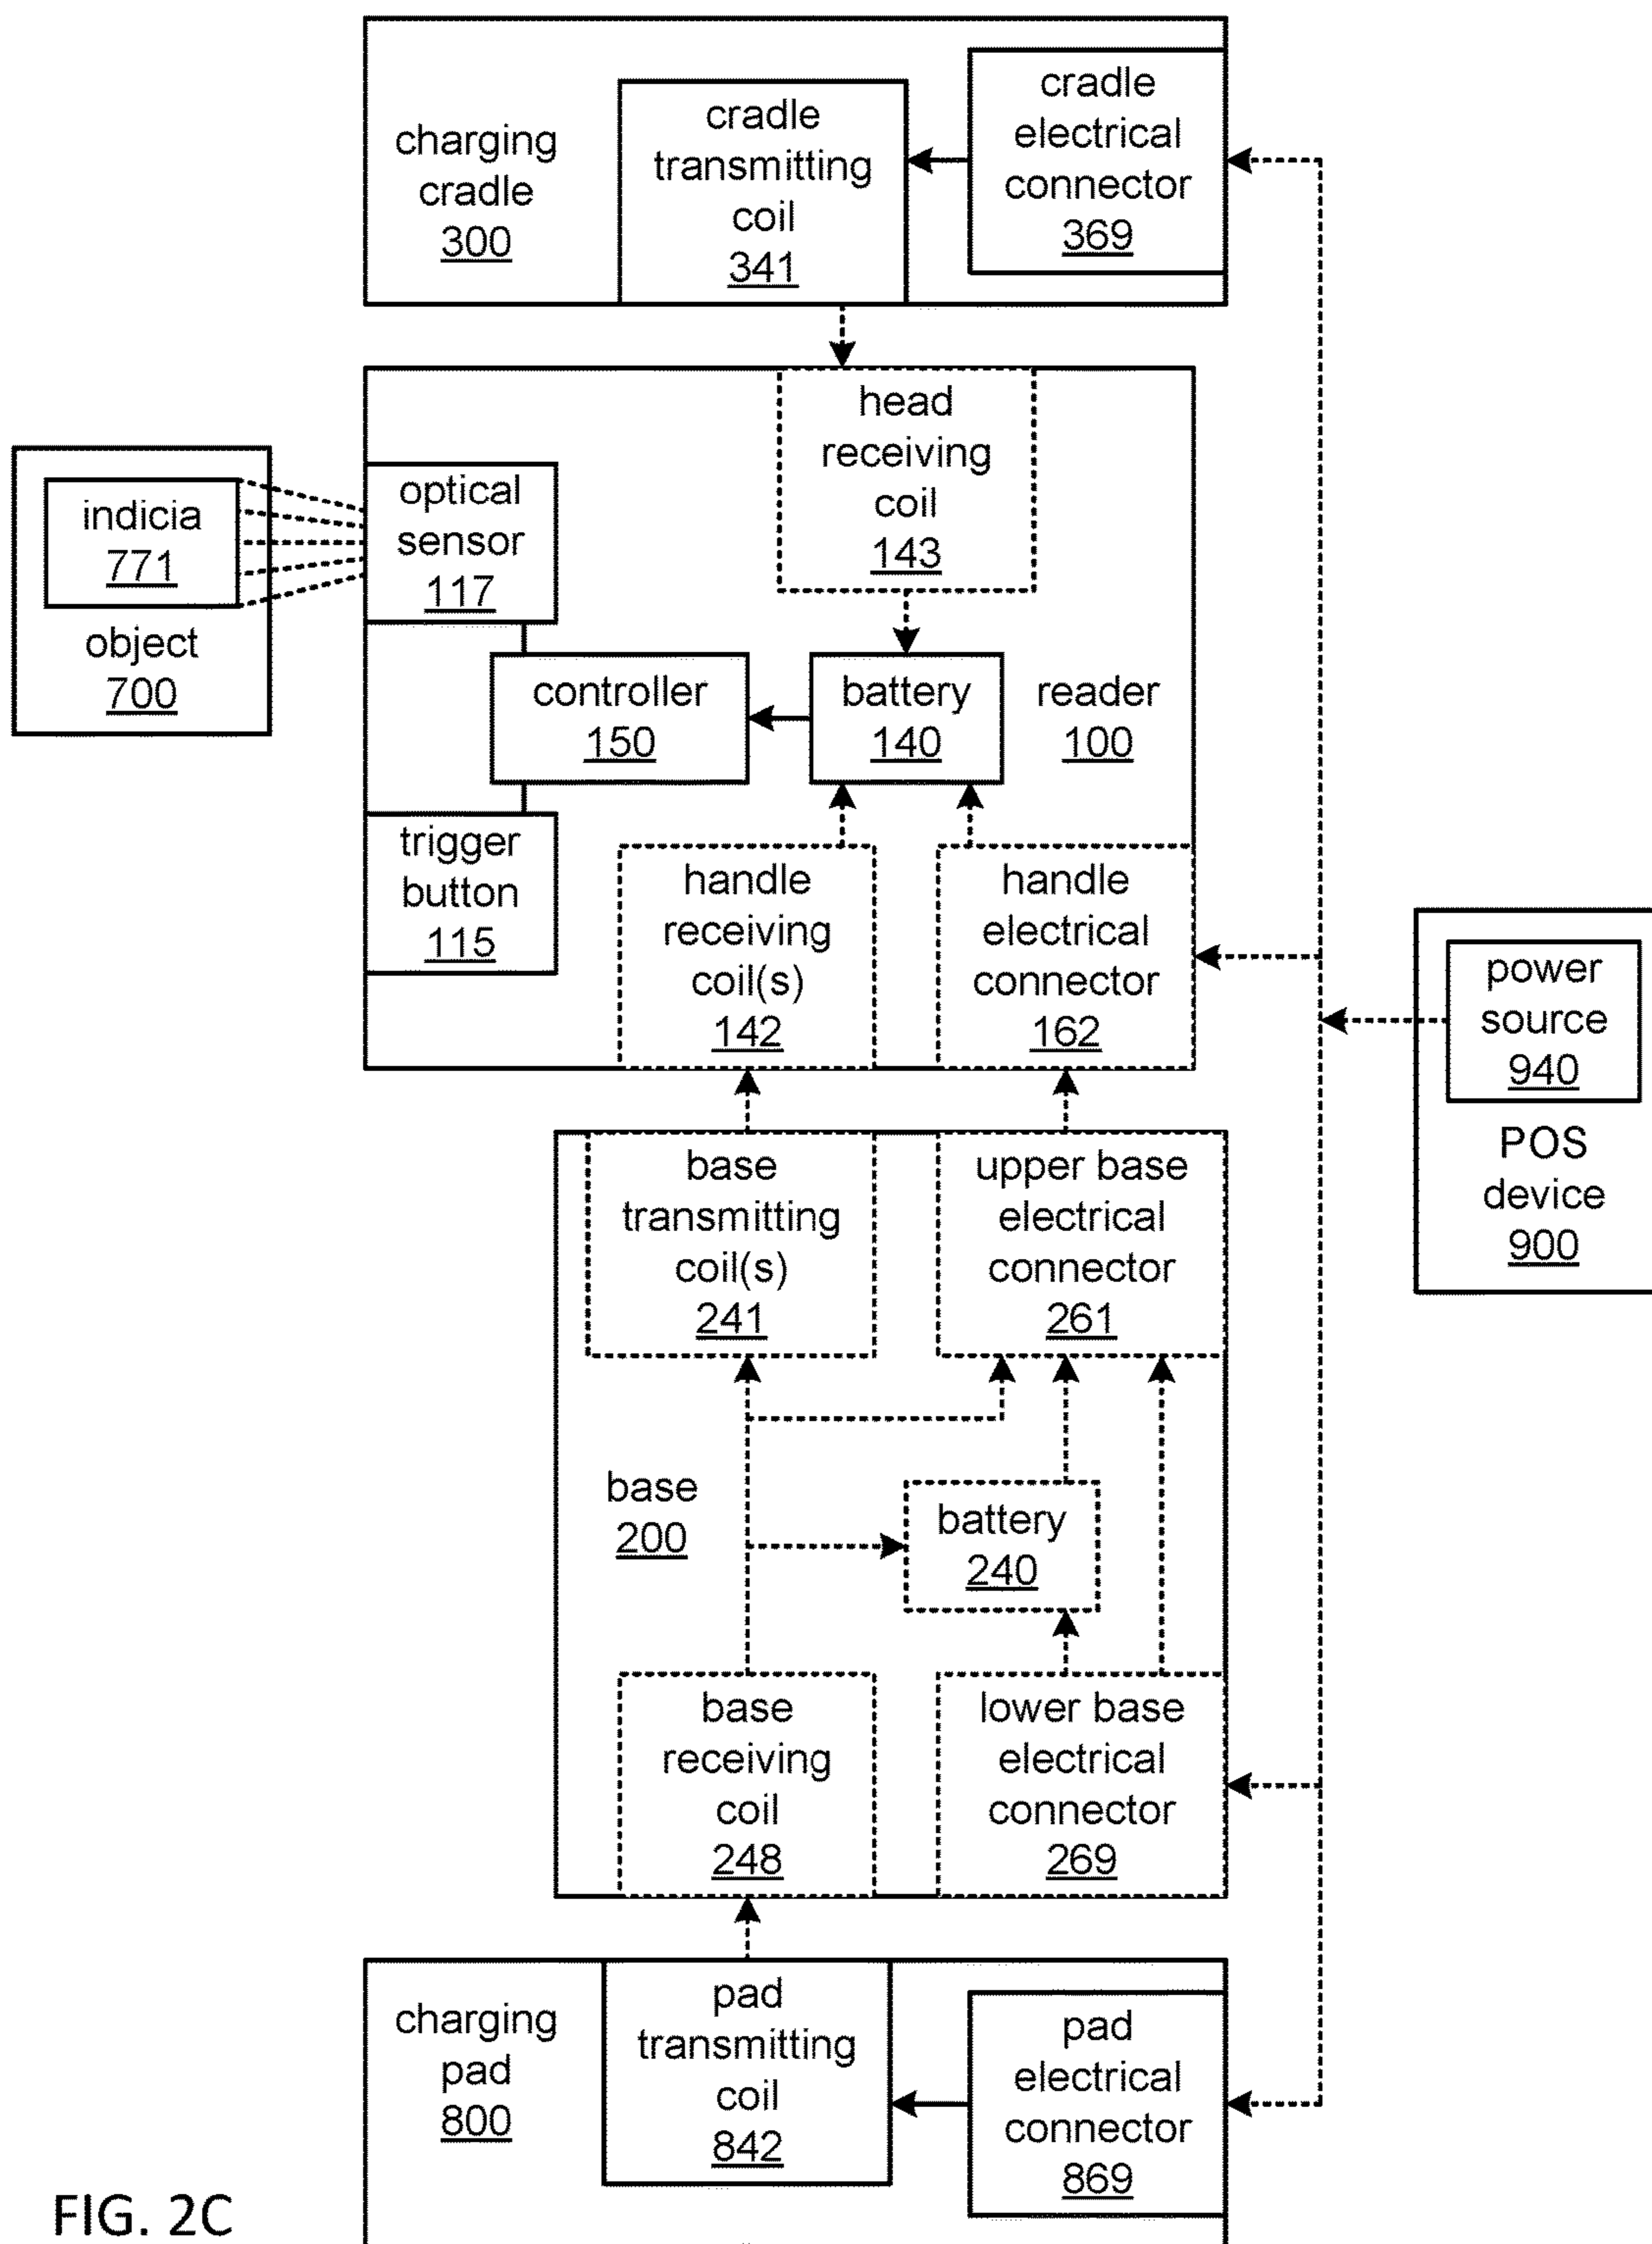 charging
cradle
300
cradle
transmitting
coil
341
cradle
electrical
connector
369
head
receiving
coil
143
indicia
771
object
700
optical
sensor
117
controller
150
battery
140
reader
100
trigger
button
115
handle
receiving
coil(s)
142
handle
electrical
connector
162
power
source
940
POS
device
900
base
transmitting
coil(s)
241
upper base
electrical
connector
261
base
200
battery
240
base
receiving
coil
248
lower base
electrical
connector
269
charging
pad
800
pad
transmitting
coil
842
pad
electrical
connector
869
FIG. 2C